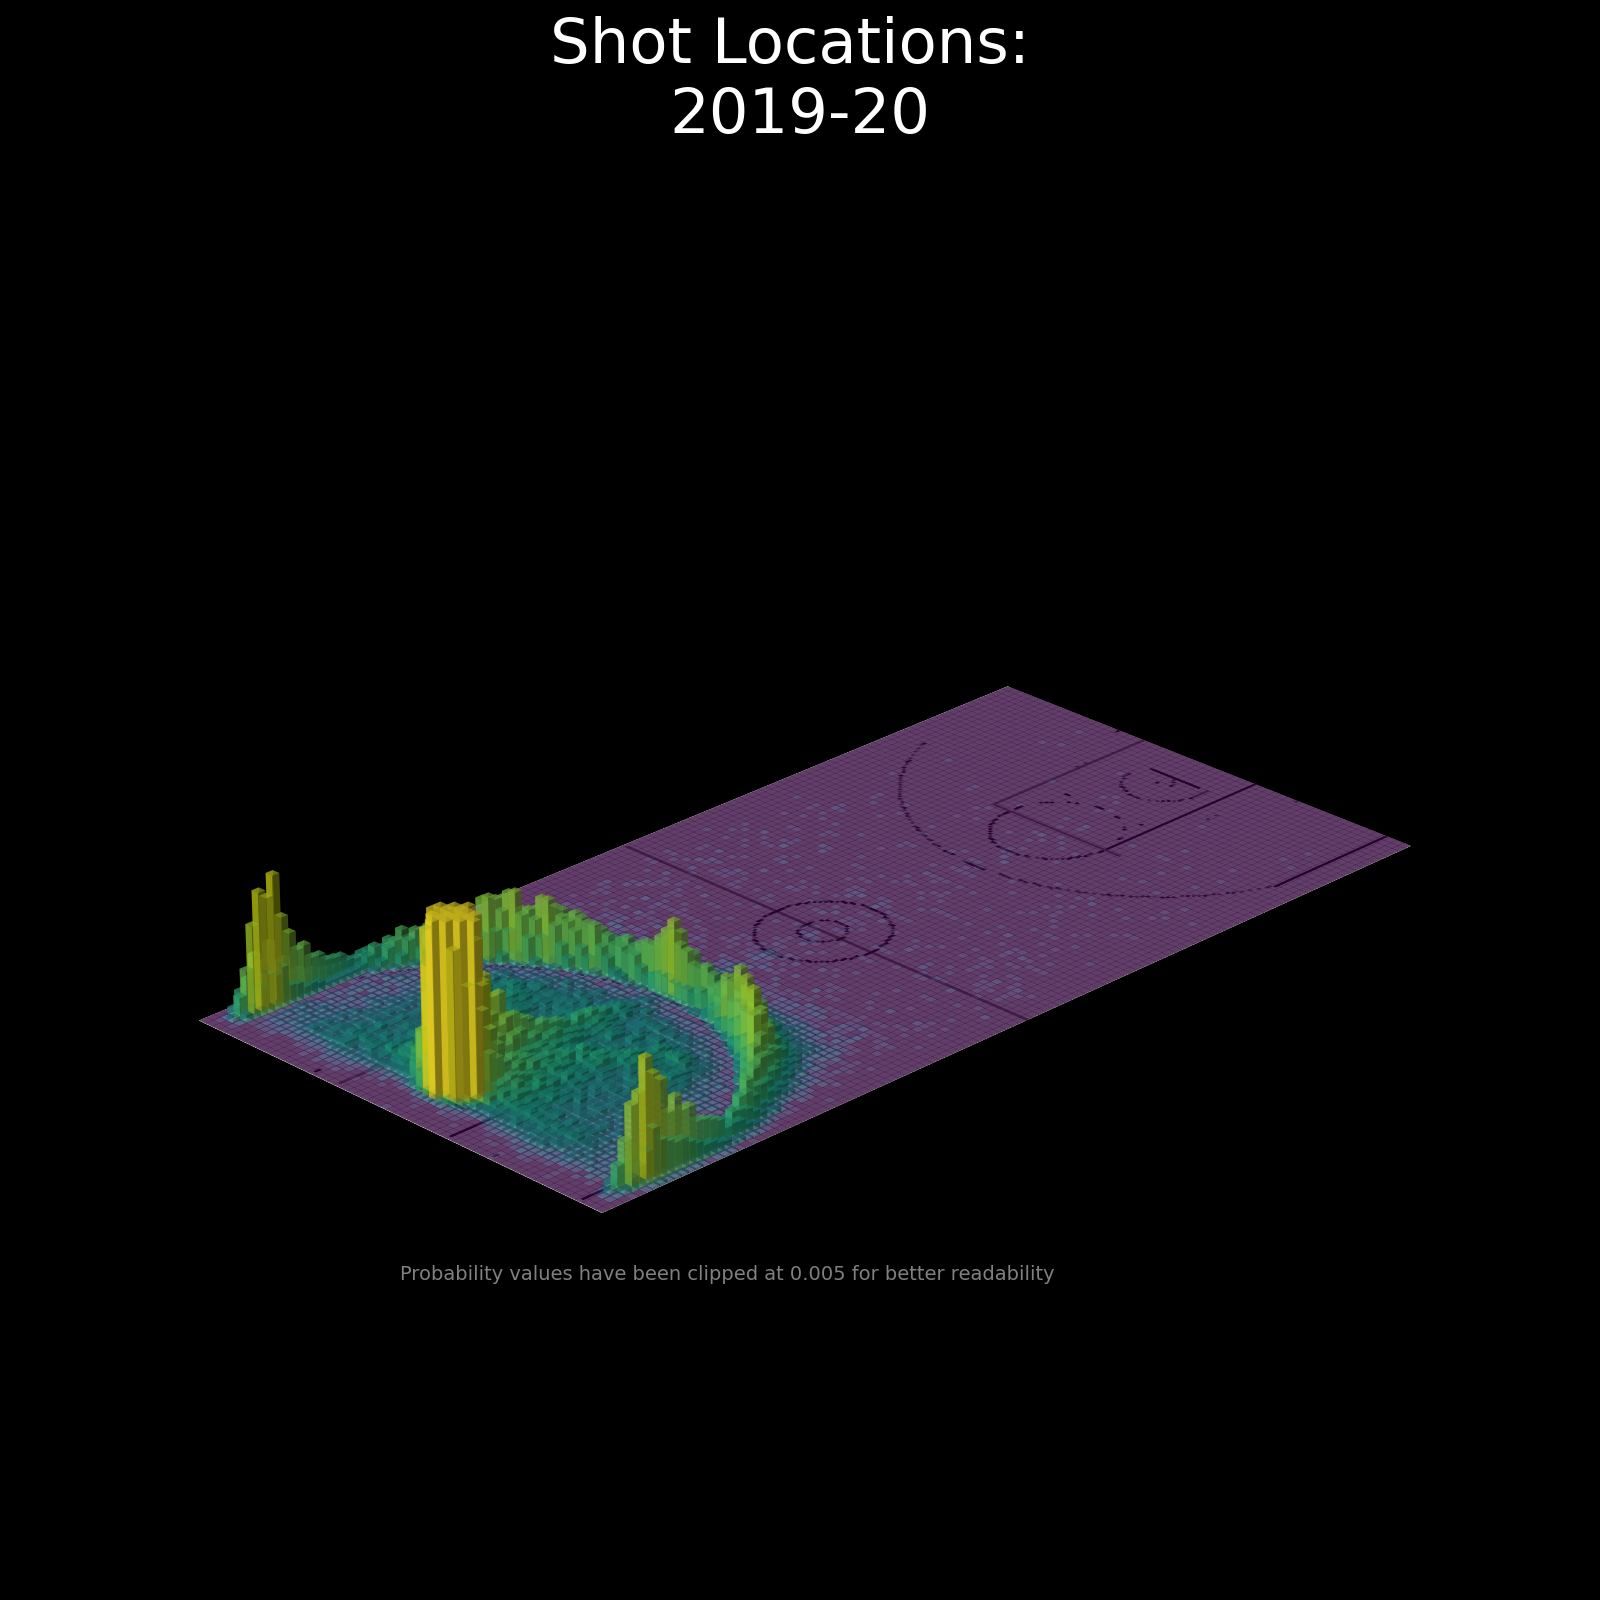 Shot Locations:
2019-20
Probability values have been clipped at 0.005 for better readability